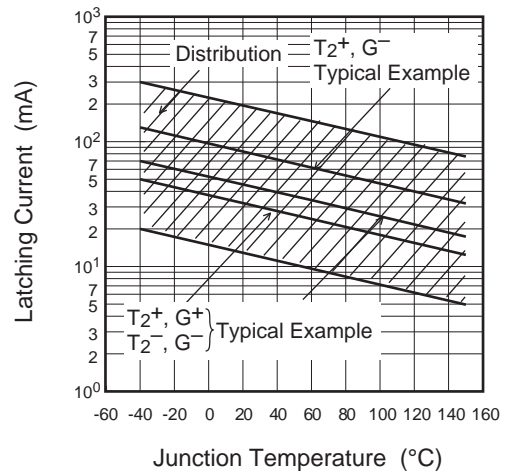 10³
7
5
3
2
10²
7
5
3
2
10¹
7
5
3
2
10⁰
Latching Current (mA)
Distribution
T₂⁺, G⁻
Typical Example
T₂⁺, G⁺
T₂⁻, G⁻
Typical Example
-60 -40 -20 0 20 40 60 80 100 120 140 160
Junction Temperature (°C)